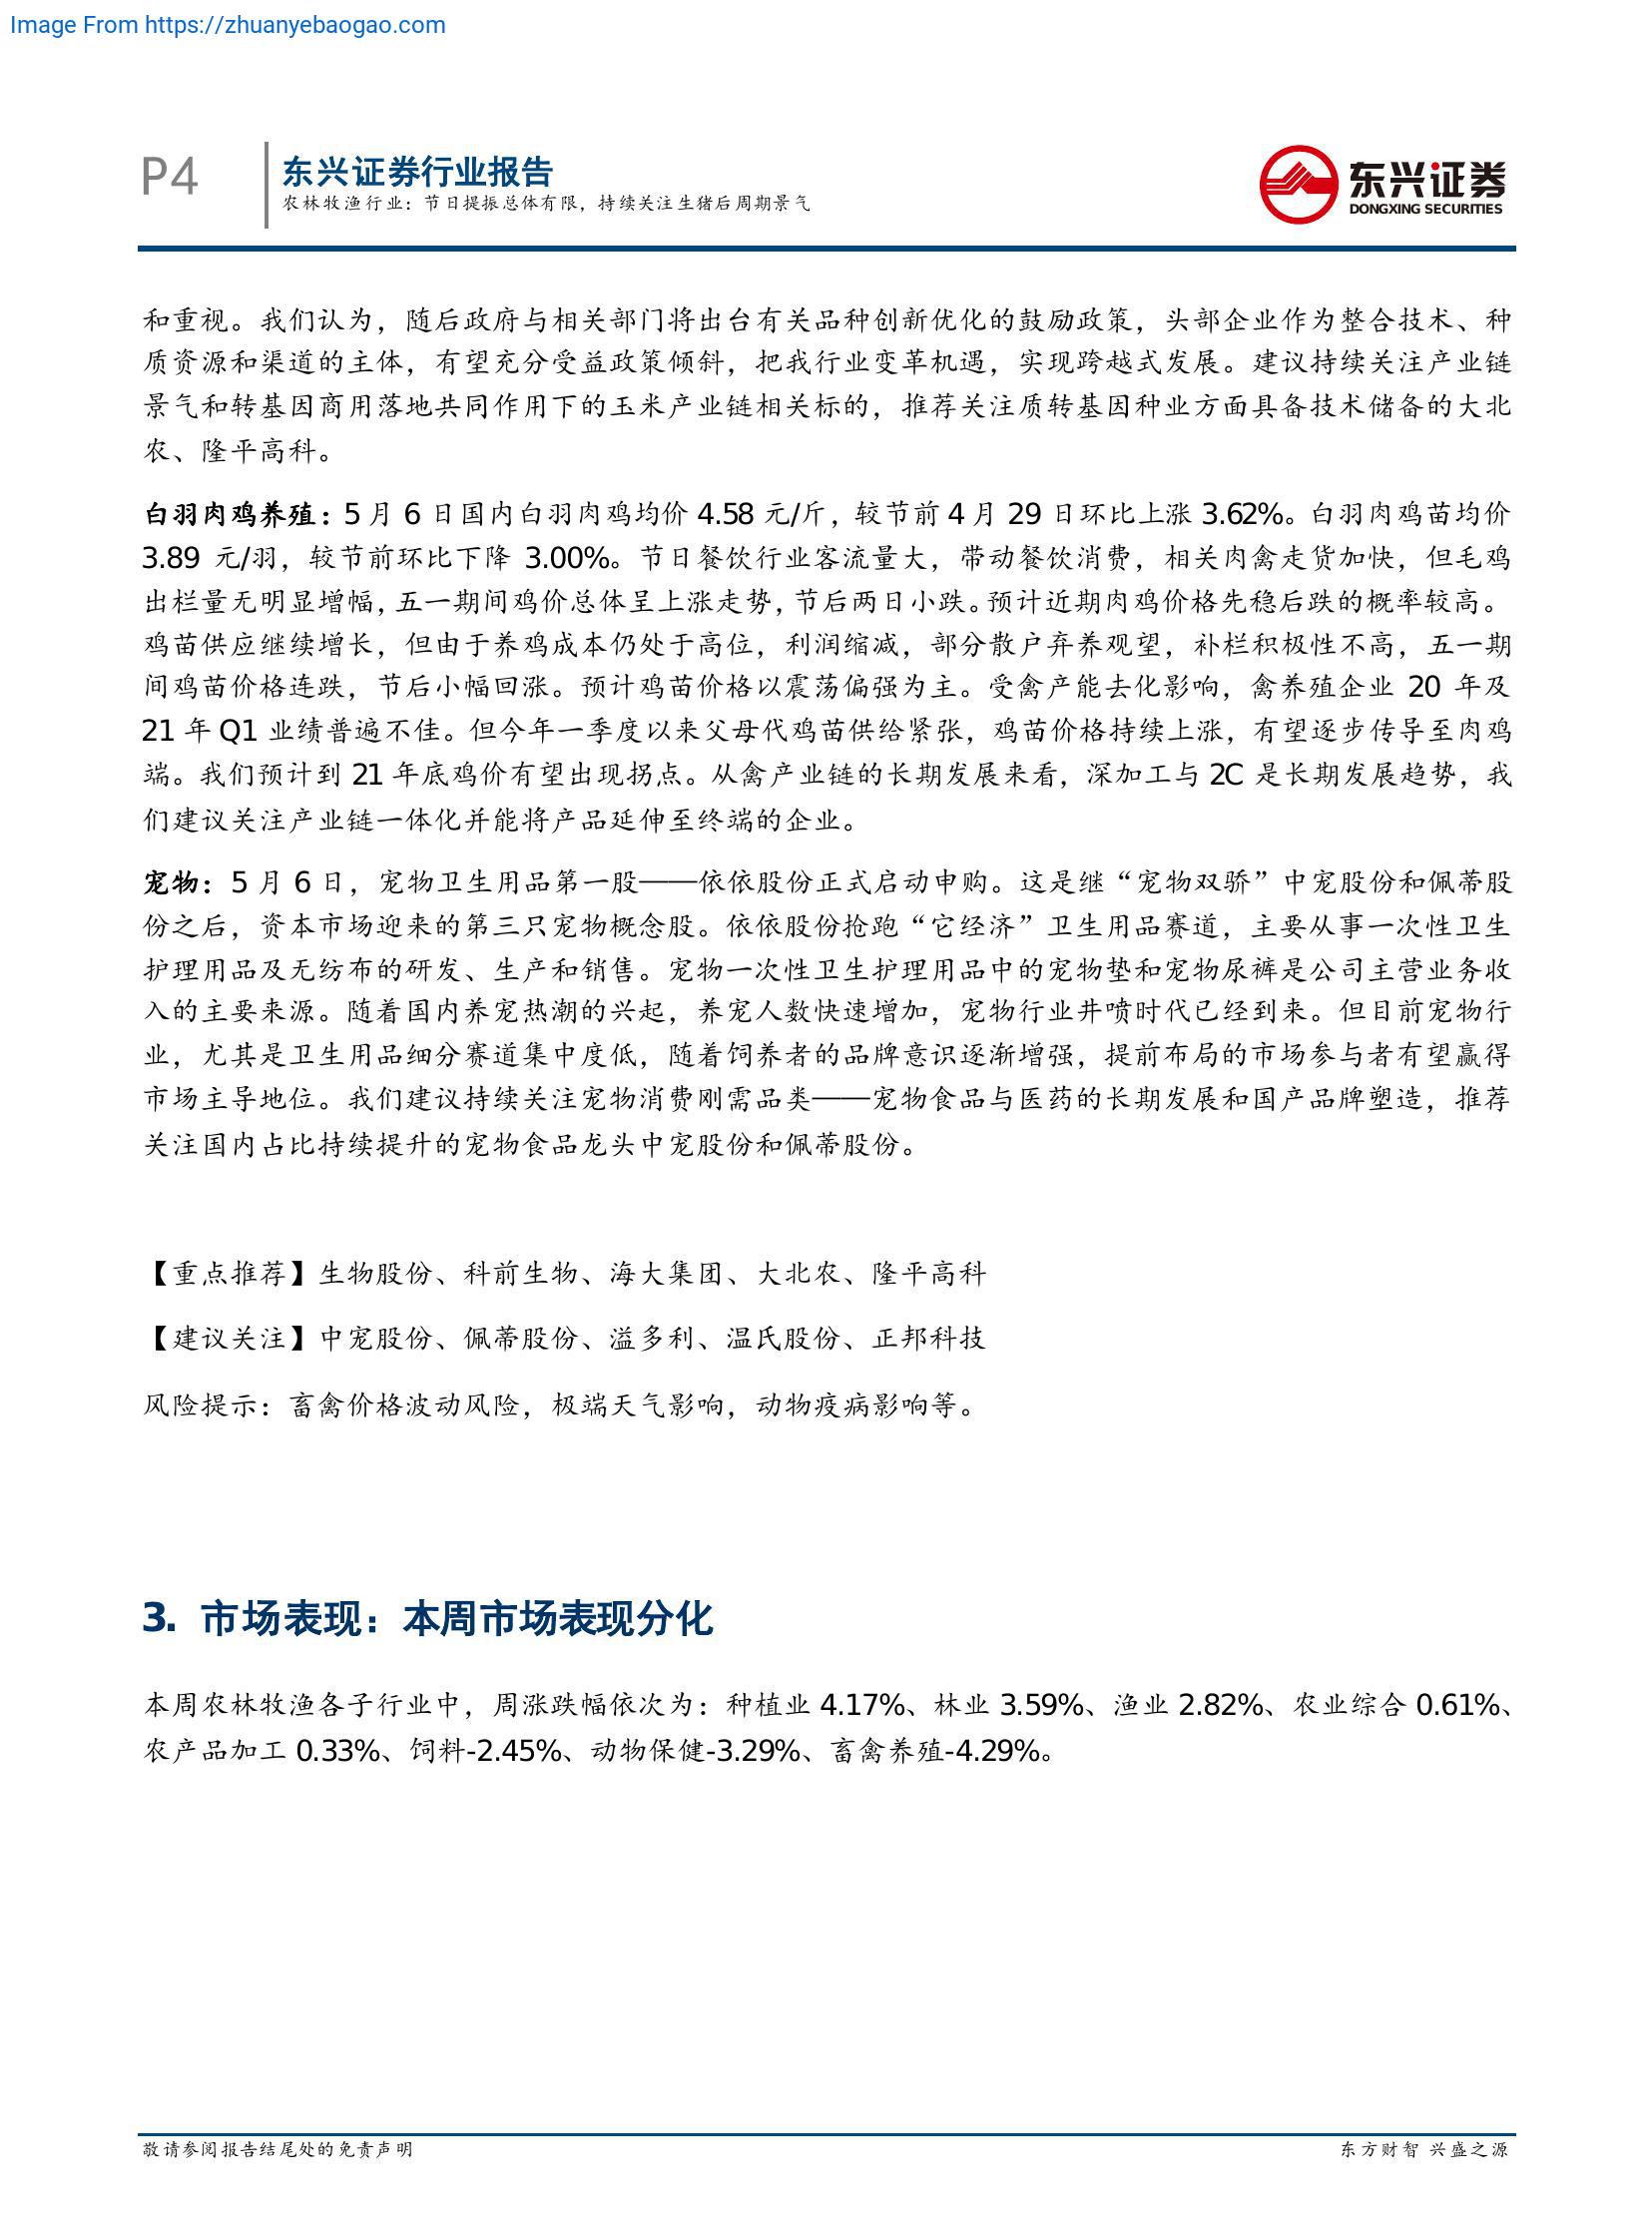 Image From https://zhuanyebaogao.com
P4
东兴证券行业报告
农林牧渔行业：节日提振总体有限，持续关注生猪后周期景气
东兴证券
DONGXING SECURITIES
和重视。我们认为，随后政府与相关部门将出台有关品种创新优化的鼓励政策，头部企业作为整合技术、种
质资源和渠道的主体，有望充分受益政策倾斜，把我行业变革机遇，实现跨越式发展。建议持续关注产业链
景气和转基因商用落地共同作用下的玉米产业链相关标的，推荐关注质转基因种业方面具备技术储备的大北
农、隆平高科。
白羽肉鸡养殖：5 月 6 日国内白羽肉鸡均价 4.58 元/斤，较节前 4 月 29 日环比上涨 3.62%。白羽肉鸡苗均价
3.89 元/羽，较节前环比下降 3.00%。节日餐饮行业客流量大，带动餐饮消费，相关肉禽走货加快，但毛鸡
出栏量无明显增幅，五一期间鸡价总体呈上涨走势，节后两日小跌。预计近期肉鸡价格先稳后跌的概率较高。
鸡苗供应继续增长，但由于养鸡成本仍处于高位，利润缩减，部分散户弃养观望，补栏积极性不高，五一期
间鸡苗价格连跌，节后小幅回涨。预计鸡苗价格以震荡偏强为主。受禽产能去化影响，禽养殖企业 20 年及
21 年 Q1 业绩普遍不佳。但今年一季度以来父母代鸡苗供给紧张，鸡苗价格持续上涨，有望逐步传导至肉鸡
端。我们预计到 21 年底鸡价有望出现拐点。从禽产业链的长期发展来看，深加工与 2C 是长期发展趋势，我
们建议关注产业链一体化并能将产品延伸至终端的企业。
宠物：5 月 6 日，宠物卫生用品第一股——依依股份正式启动申购。这是继“宠物双骄”中宠股份和佩蒂股
份之后，资本市场迎来的第三只宠物概念股。依依股份抢跑“它经济”卫生用品赛道，主要从事一次性卫生
护理用品及无纺布的研发、生产和销售。宠物一次性卫生护理用品中的宠物垫和宠物尿裤是公司主营业务收
入的主要来源。随着国内养宠热潮的兴起，养宠人数快速增加，宠物行业井喷时代已经到来。但目前宠物行
业，尤其是卫生用品细分赛道集中度低，随着饲养者的品牌意识逐渐增强，提前布局的市场参与者有望赢得
市场主导地位。我们建议持续关注宠物消费刚需品类——宠物食品与医药的长期发展和国产品牌塑造，推荐
关注国内占比持续提升的宠物食品龙头中宠股份和佩蒂股份。
【重点推荐】生物股份、科前生物、海大集团、大北农、隆平高科
【建议关注】中宠股份、佩蒂股份、溢多利、温氏股份、正邦科技
风险提示：畜禽价格波动风险，极端天气影响，动物疫病影响等。
3. 市场表现：本周市场表现分化
本周农林牧渔各子行业中，周涨跌幅依次为：种植业 4.17%、林业 3.59%、渔业 2.82%、农业综合 0.61%、
农产品加工 0.33%、饲料-2.45%、动物保健-3.29%、畜禽养殖-4.29%。
敬请参阅报告结尾处的免责声明
东方财智 兴盛之源